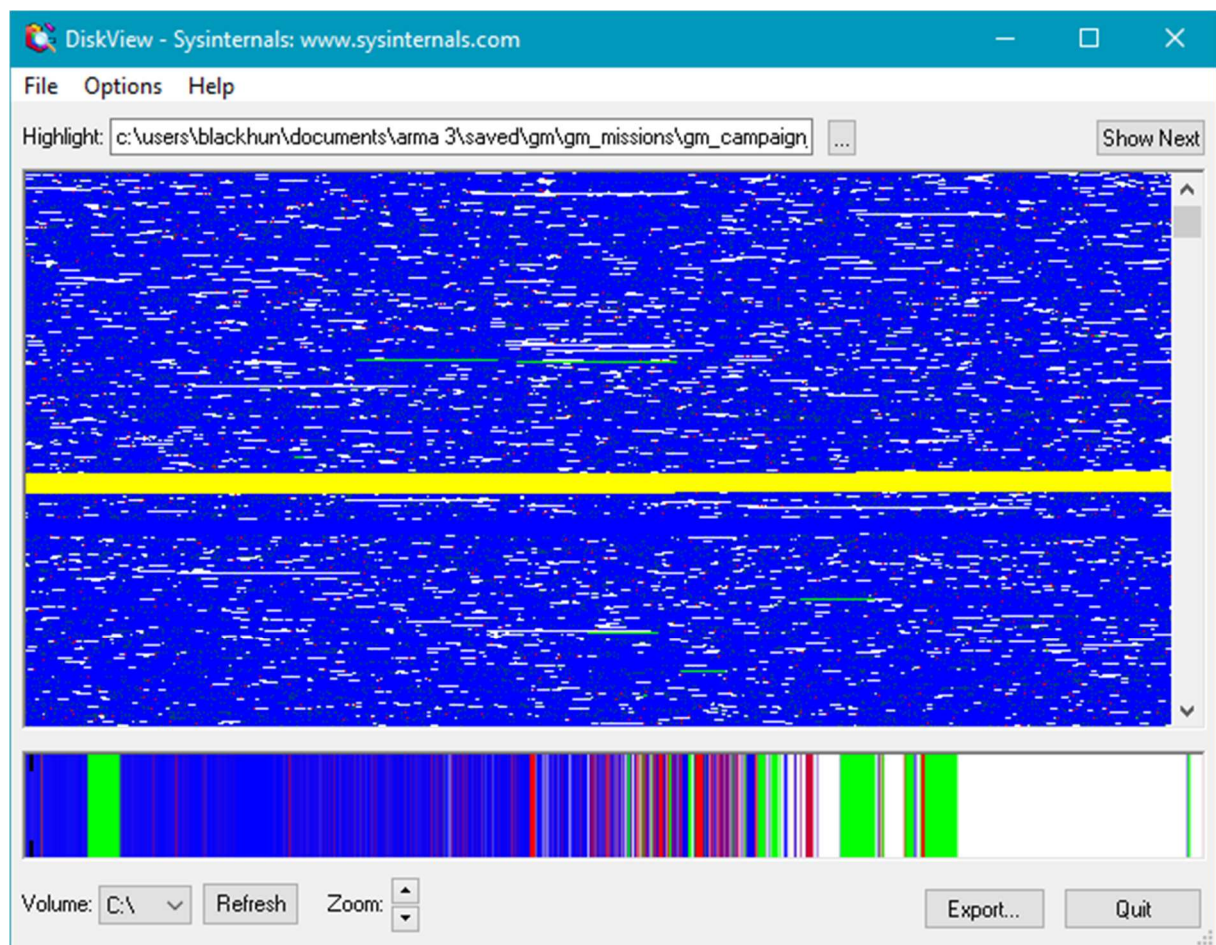 DiskView - Sysinternals: www.sysinternals.com
File Options Help
Highlight: c:\users\blackhun\documents\arma 3\saved\gm\gm_missions\gm_campaign_ ... Show Next
Volume: C:\ Refresh Zoom: Export... Quit